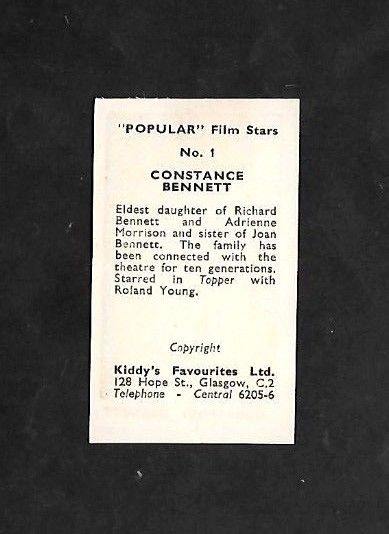 "POPULAR" Film Stars
No. 1
CONSTANCE
BENNETT
Eldest daughter of Richard
Bennett and Adrienne
Morrison and sister of Joan
Bennett. The family has
been connected with the
theatre for ten generations.
Starred in Topper with
Roland Young.
Copyright
Kiddy's Favourites Ltd.
128 Hope St., Glasgow, C,2
Telephone - Central 6205-6